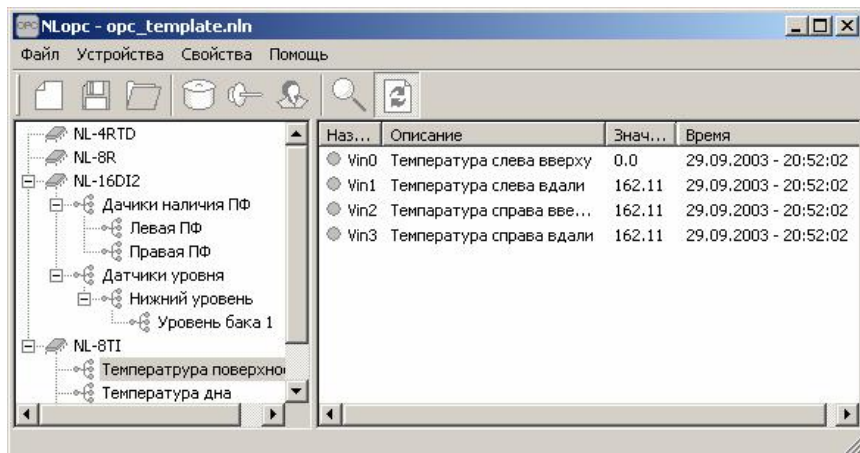 NLopc - opc_template.nln
Файл Устройства Свойства Помощь
NL-4RTD
NL-8R
NL-16DI2
Дачики наличия ПФ
Левая ПФ
Правая ПФ
Датчики уровня
Нижний уровень
Уровень бака 1
NL-8TI
Температрура поверхно
Температура дна
Наз... Описание Знач... Время
Vin0 Температура слева вверху 0.0 29.09.2003 - 20:52:02
Vin1 Температура слева вдали 162.11 29.09.2003 - 20:52:02
Vin2 Темпаратура справа вве... 162.11 29.09.2003 - 20:52:02
Vin3 Температура справа вдали 162.11 29.09.2003 - 20:52:02